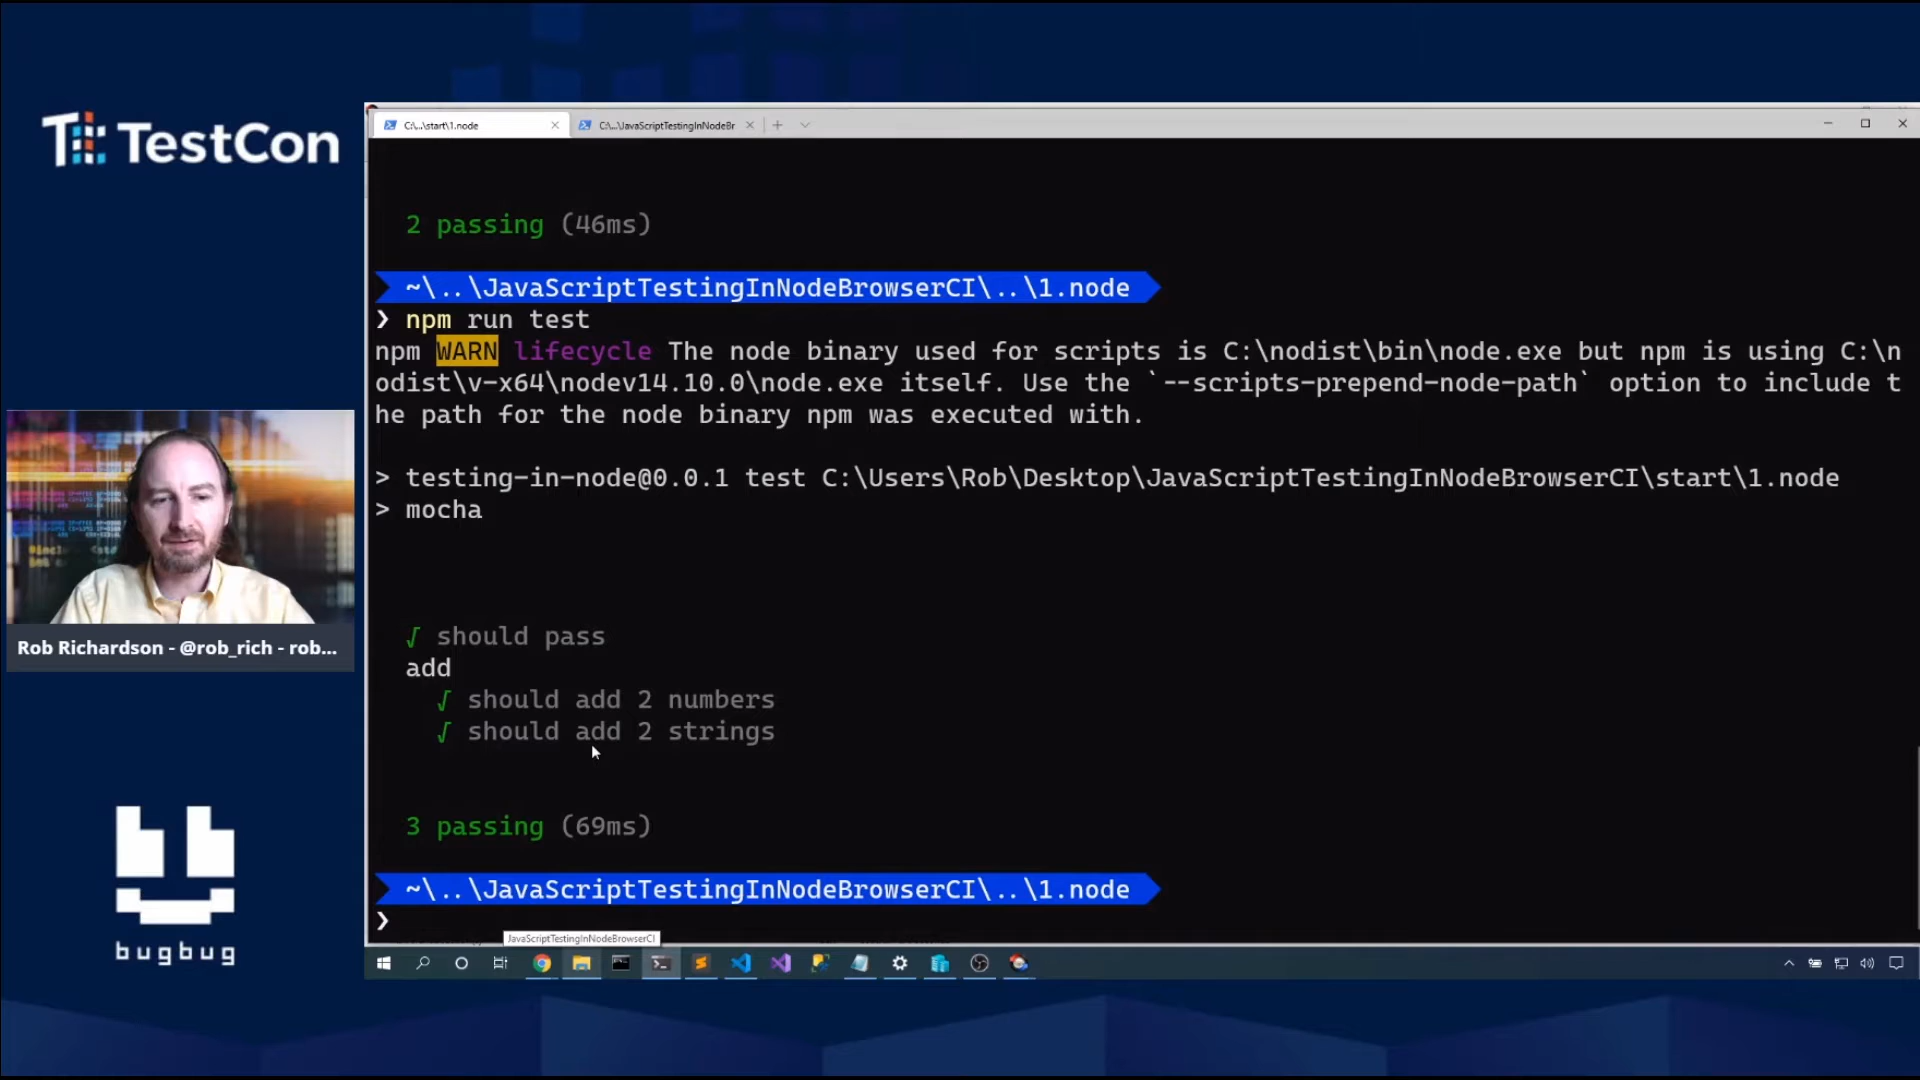 TestCon
C:\...\start\1.node
C:\...\JavaScriptTestingInNodeBr
2 passing (46ms)
~\..\JavaScriptTestingInNodeBrowserCI\..\1.node
❯ npm run test
npm WARN lifecycle The node binary used for scripts is C:\nodist\bin\node.exe but npm is using C:\n
odist\v-x64\nodev14.10.0\node.exe itself. Use the `--scripts-prepend-node-path` option to include t
he path for the node binary npm was executed with.
> testing-in-node@0.0.1 test C:\Users\Rob\Desktop\JavaScriptTestingInNodeBrowserCI\start\1.node
> mocha
√ should pass
add
√ should add 2 numbers
√ should add 2 strings
3 passing (69ms)
~\..\JavaScriptTestingInNodeBrowserCI\..\1.node
❯
JavaScriptTestingInNodeBrowserCI
Rob Richardson - @rob_rich - rob...
bugbug